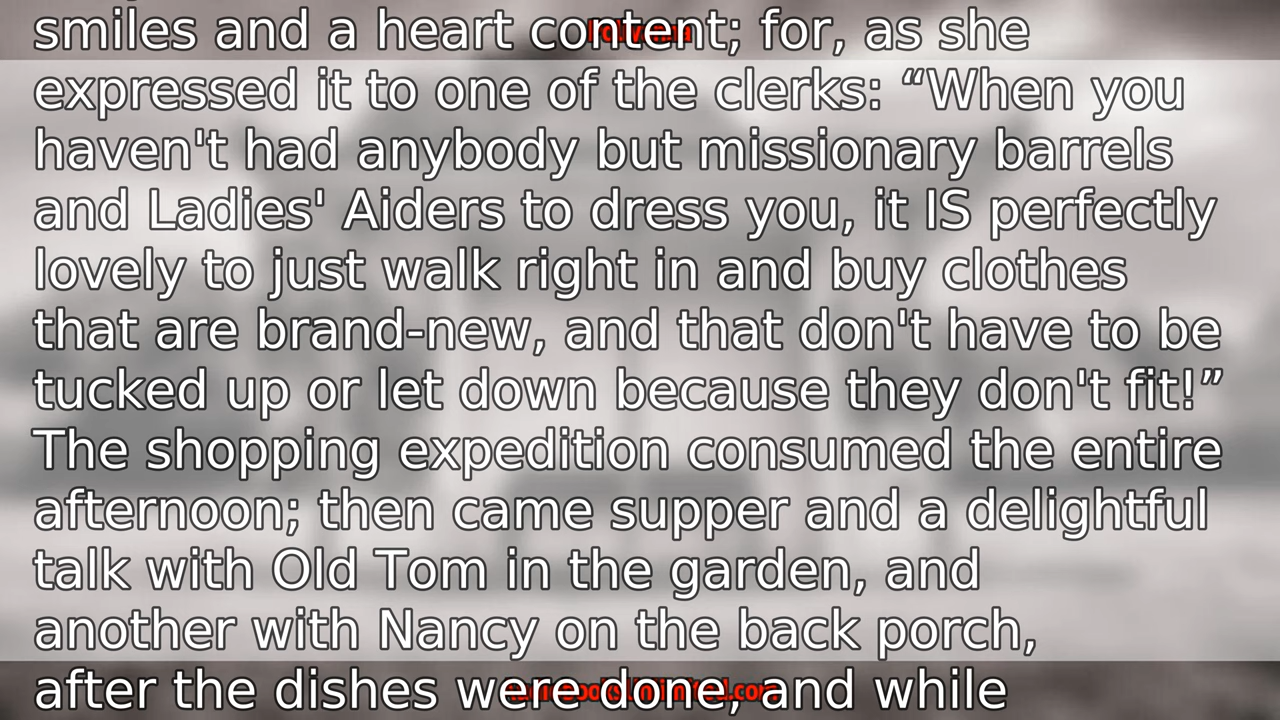 smiles and a heart content; for, as she
expressed it to one of the clerks: “When you
haven't had anybody but missionary barrels
and Ladies' Aiders to dress you, it IS perfectly
lovely to just walk right in and buy clothes
that are brand-new, and that don't have to be
tucked up or let down because they don't fit!”
The shopping expedition consumed the entire
afternoon; then came supper and a delightful
talk with Old Tom in the garden, and
another with Nancy on the back porch,
after the dishes were done, and while